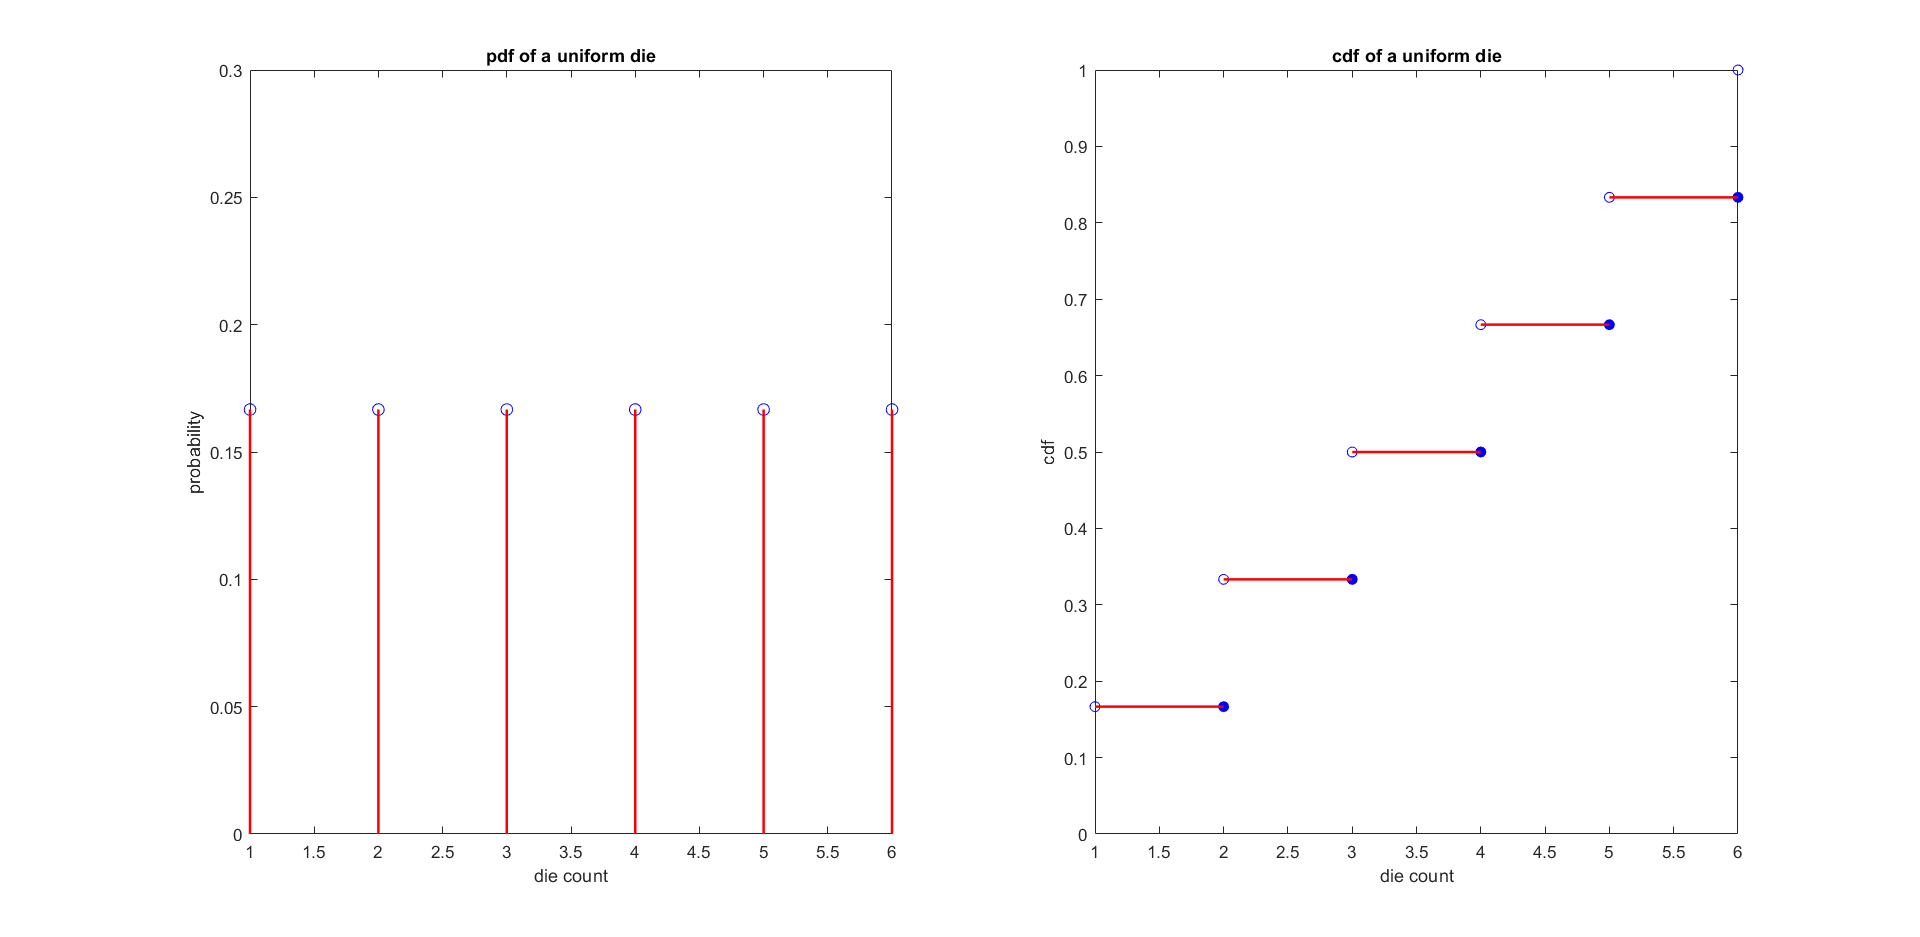 pdf of a uniform die
0.3
0.25
0.2
0.15
0.1
0.05
0
probability
1 1.5 2 2.5 3 3.5 4 4.5 5 5.5 6
die count
cdf of a uniform die
1
0.9
0.8
0.7
0.6
0.5
0.4
0.3
0.2
0.1
0
cdf
1 1.5 2 2.5 3 3.5 4 4.5 5 5.5 6
die count